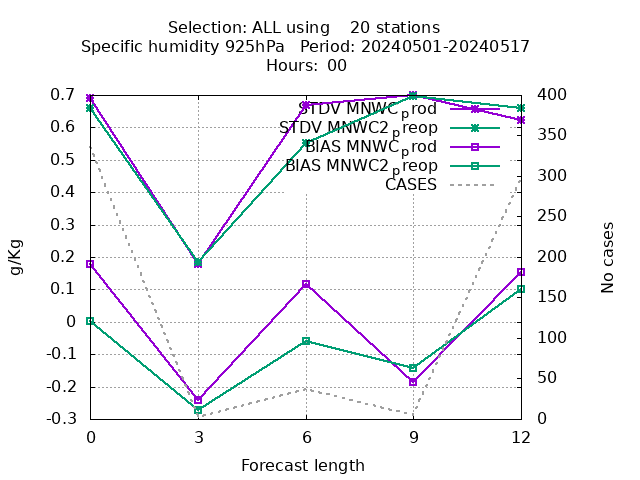 Selection: ALL using 20 stations
Specific humidity 925hPa Period: 20240501-20240517
Hours: 00
STDV MNWC_prod
STDV MNWC2_preop
BIAS MNWC_prod
BIAS MNWC2_preop
CASES
0.7
0.6
0.5
0.4
0.3
0.2
0.1
0
-0.1
-0.2
-0.3
400
350
300
250
200
150
100
50
0
g/Kg
No cases
0 3 6 9 12
Forecast length